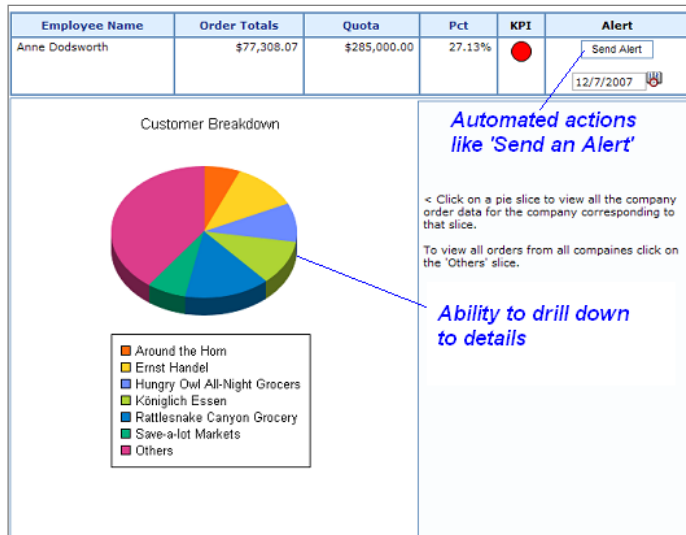 Employee Name Order Totals Quota Pct KPI Alert
Anne Dodsworth $77,308.07 $285,000.00 27.13% Send Alert
12/7/2007
Customer Breakdown
Automated actions
like 'Send an Alert'
< Click on a pie slice to view all the company
order data for the company corresponding to
that slice.
To view all orders from all compaines click on
the 'Others' slice.
Ability to drill down
to details
Around the Horn
Ernst Handel
Hungry Owl All-Night Grocers
Königlich Essen
Rattlesnake Canyon Grocery
Save-a-lot Markets
Others